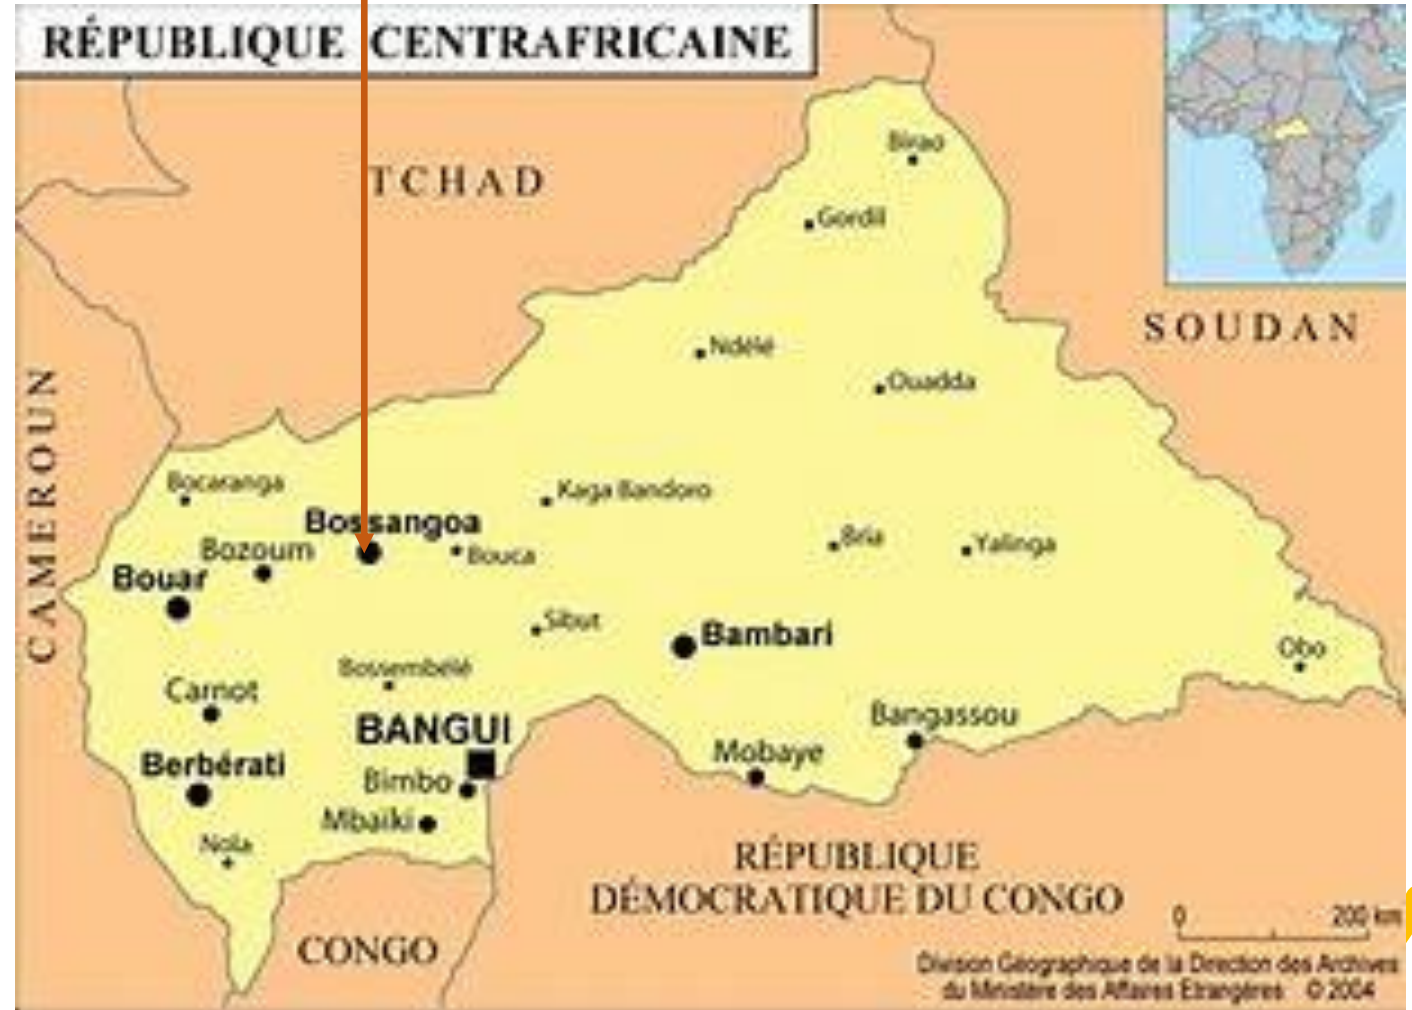 RÉPUBLIQUE CENTRAFRICAINE
TCHAD
Birao
Gordil
SOUDAN
Ndélé
Ouadda
CAMEROUN
Bocaranga
Kaga Bandoro
Bossangoa
Bozoum
Bouca
Bria
Yalinga
Bouar
Sibut
Bambari
Obo
Bossembélé
Carnot
BANGUI
Bangassou
Mobaye
Berbérati
Bimbo
Mbaïki
Nola
RÉPUBLIQUE
DÉMOCRATIQUE DU CONGO
CONGO
0 200 km
Division Géographique de la Direction des Archives
du Ministère des Affaires Etrangères © 2004